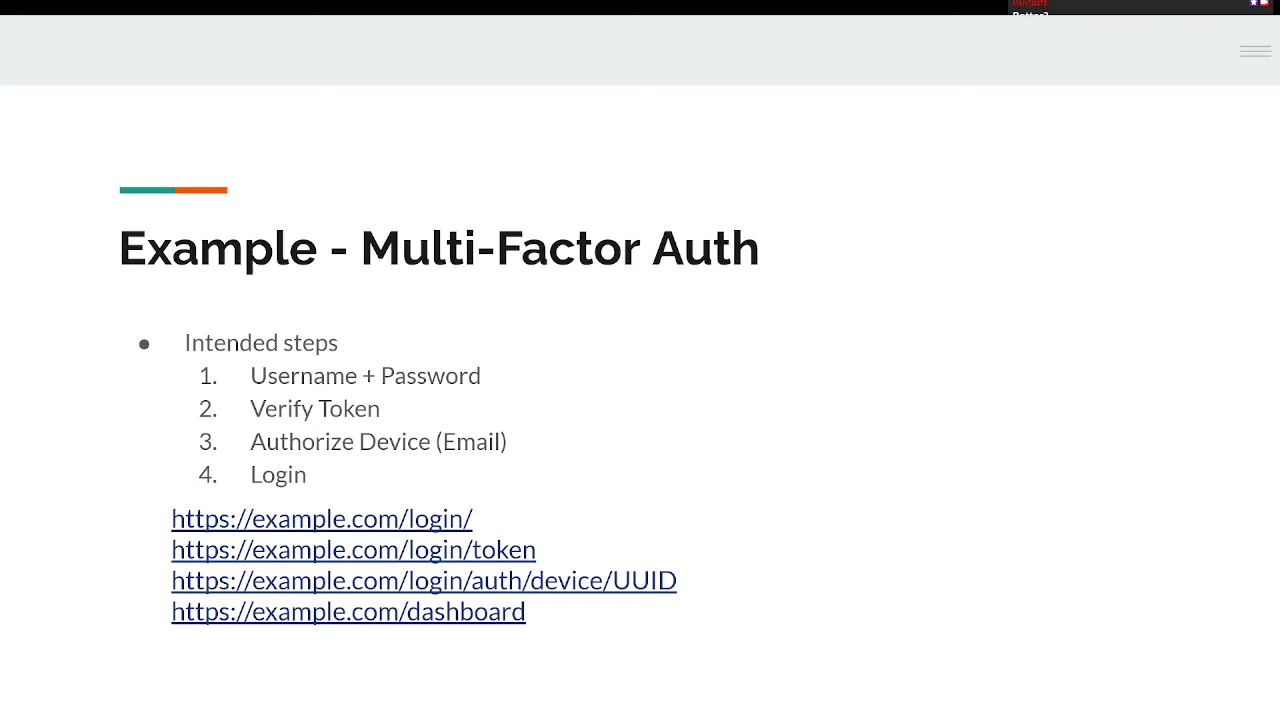 Example - Multi-Factor Auth
● Intended steps
1. Username + Password
2. Verify Token
3. Authorize Device (Email)
4. Login
https://example.com/login/
https://example.com/login/token
https://example.com/login/auth/device/UUID
https://example.com/dashboard